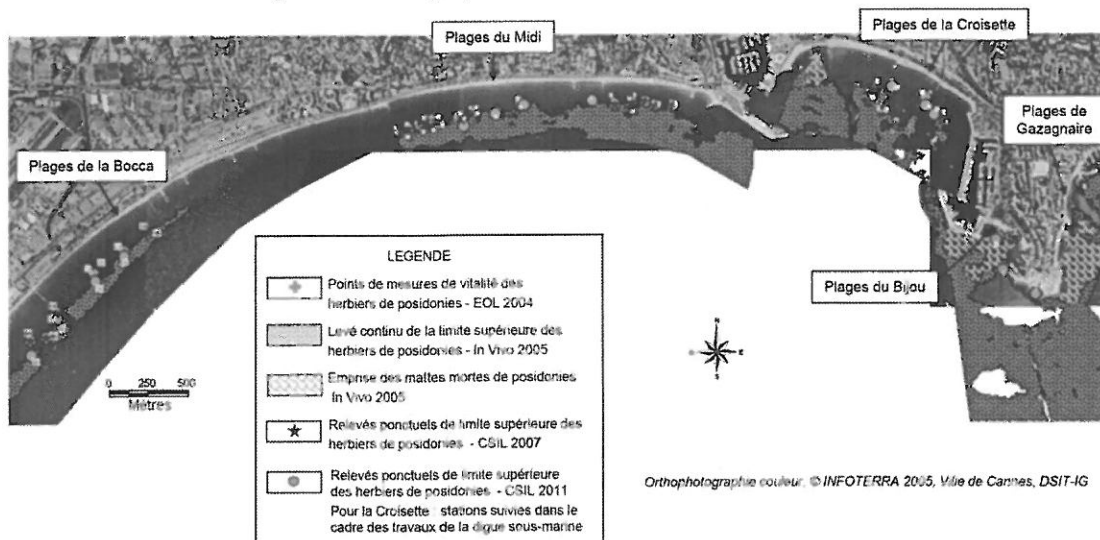 Plages de la Croisette
Plages du Midi
Plages de
Gazagnaire
Plages de la Bocca
Plages du Bijou
LEGENDE
Points de mesures de vitalité des
herbiers de posidonies - EOL 2004
Levé continu de la limite supérieure des
herbiers de posidonies - In Vivo 2005
Emprise des mattes mortes de posidonies
In Vivo 2005
Relevés ponctuels de limite supérieure des
herbiers de posidonies - CSIL 2007
Relevés ponctuels de limite supérieure
des herbiers de posidonies - CSIL 2011
Pour la Croisette : stations suivies dans le
cadre des travaux de la digue sous-marine
0 250 500
Mètres
N
E
S
Orthophotographie couleur, © INFOTERRA 2005, Ville de Cannes, DSIT-IG